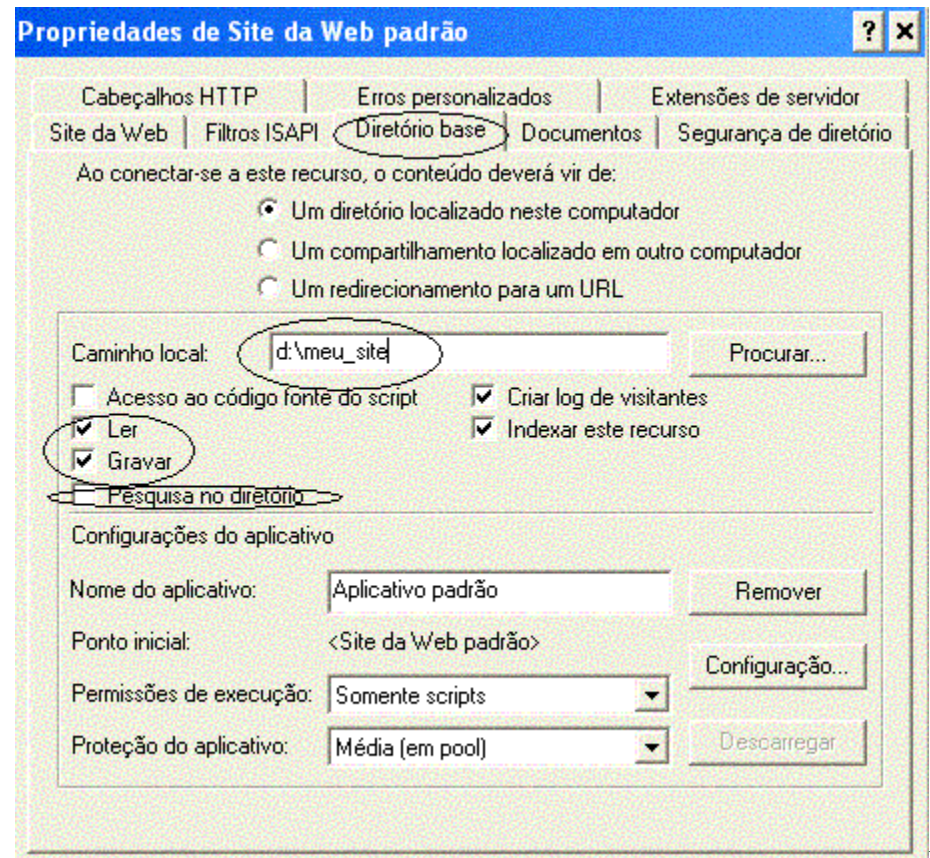 Propriedades de Site da Web padrão
Cabeçalhos HTTP Erros personalizados Extensões de servidor
Site da Web Filtros ISAPI Diretório base Documentos Segurança de diretório
Ao conectar-se a este recurso, o conteúdo deverá vir de:
Um diretório localizado neste computador
Um compartilhamento localizado em outro computador
Um redirecionamento para um URL
Caminho local: d:\meu_site Procurar...
Acesso ao código fonte do script Criar log de visitantes
Ler Indexar este recurso
Gravar
Pesquisa no diretório
Configurações do aplicativo
Nome do aplicativo: Aplicativo padrão Remover
Ponto inicial: <Site da Web padrão>
Configuração...
Permissões de execução: Somente scripts
Proteção do aplicativo: Média (em pool) Descarregar